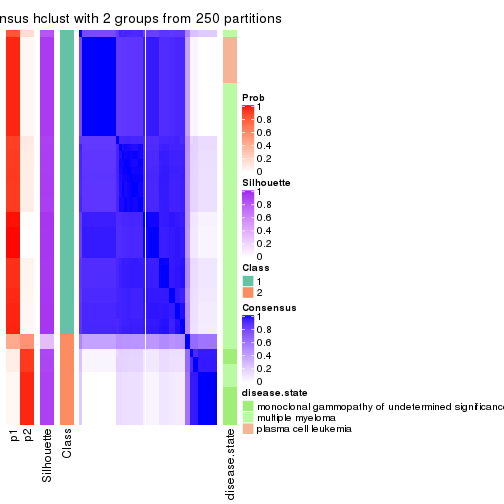 nsus hclust with 2 groups from 250 partitions
Prob
1
0.8
0.6
0.4
0.2
0
Silhouette
1
0.8
0.6
0.4
0.2
0
Class
1
2
Consensus
1
0.8
0.6
0.4
0.2
0
disease.state
monoclonal gammopathy of undetermined significance
multiple myeloma
plasma cell leukemia
p1
p2
Silhouette
Class
disease.state